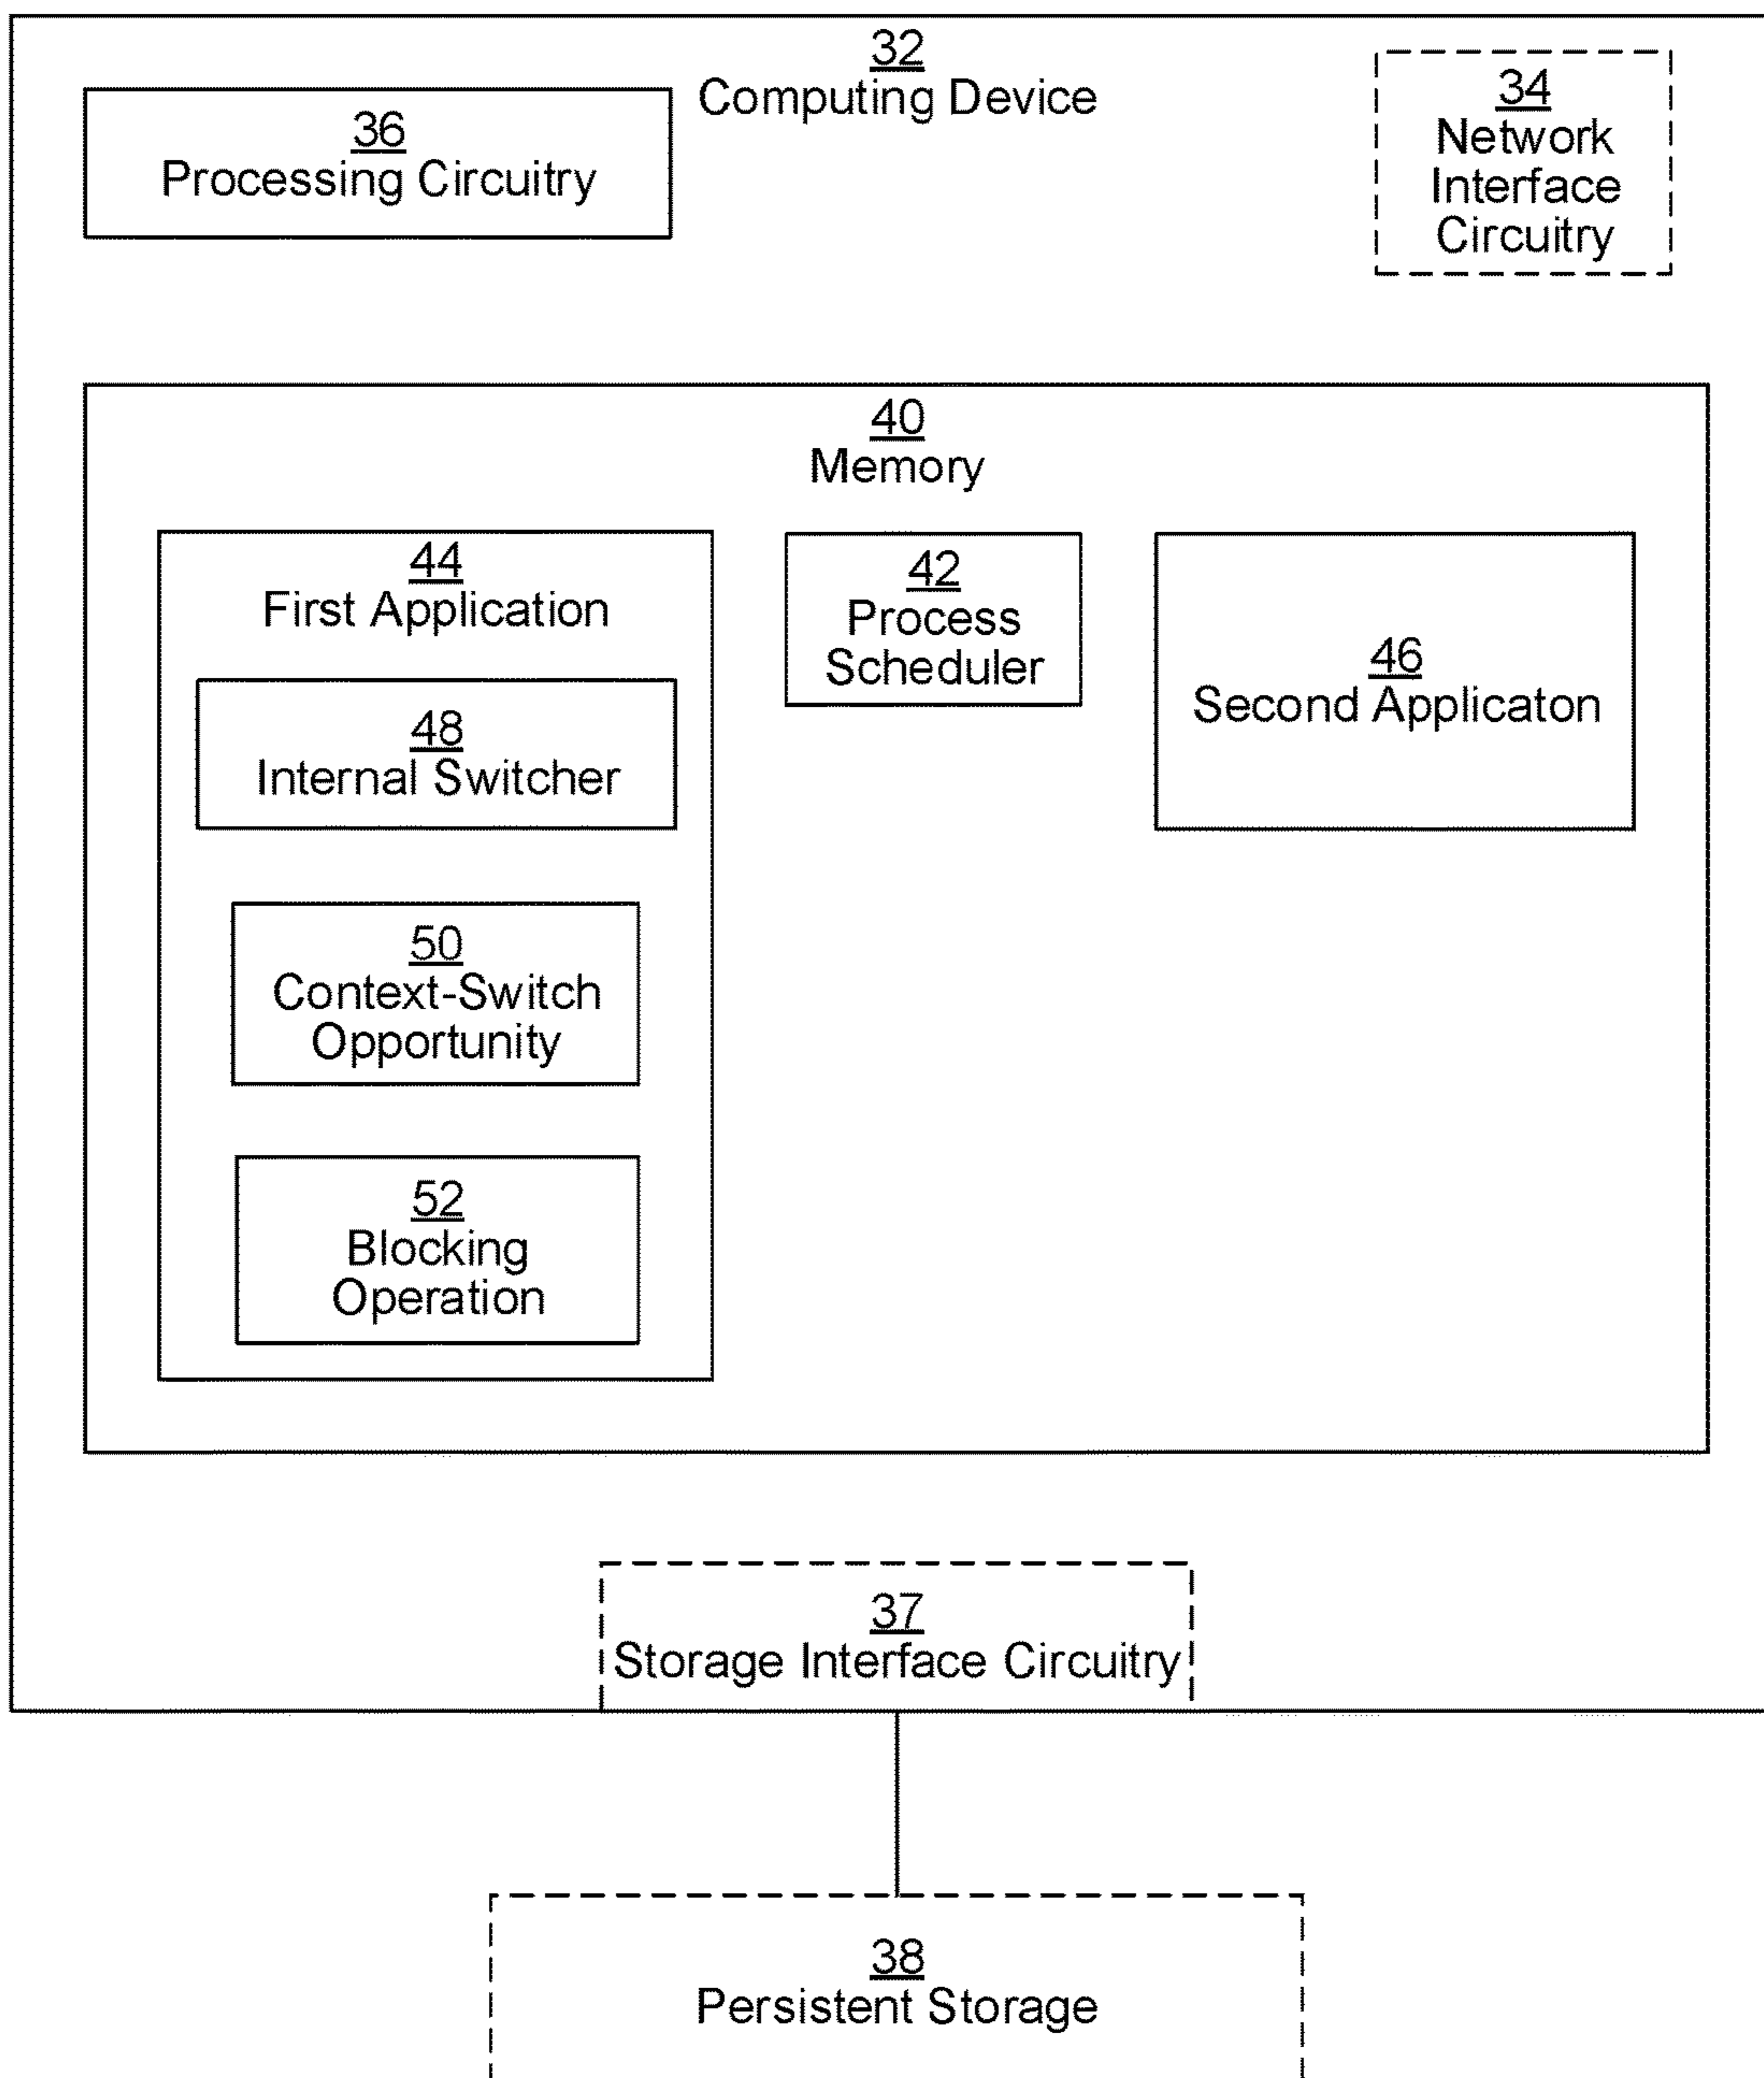 32
Computing Device
36
Processing Circuitry
34
Network
Interface
Circuitry
40
Memory
44
First Application
48
Internal Switcher
50
Context-Switch
Opportunity
52
Blocking
Operation
42
Process
Scheduler
46
Second Applicaton
37
Storage Interface Circuitry
38
Persistent Storage